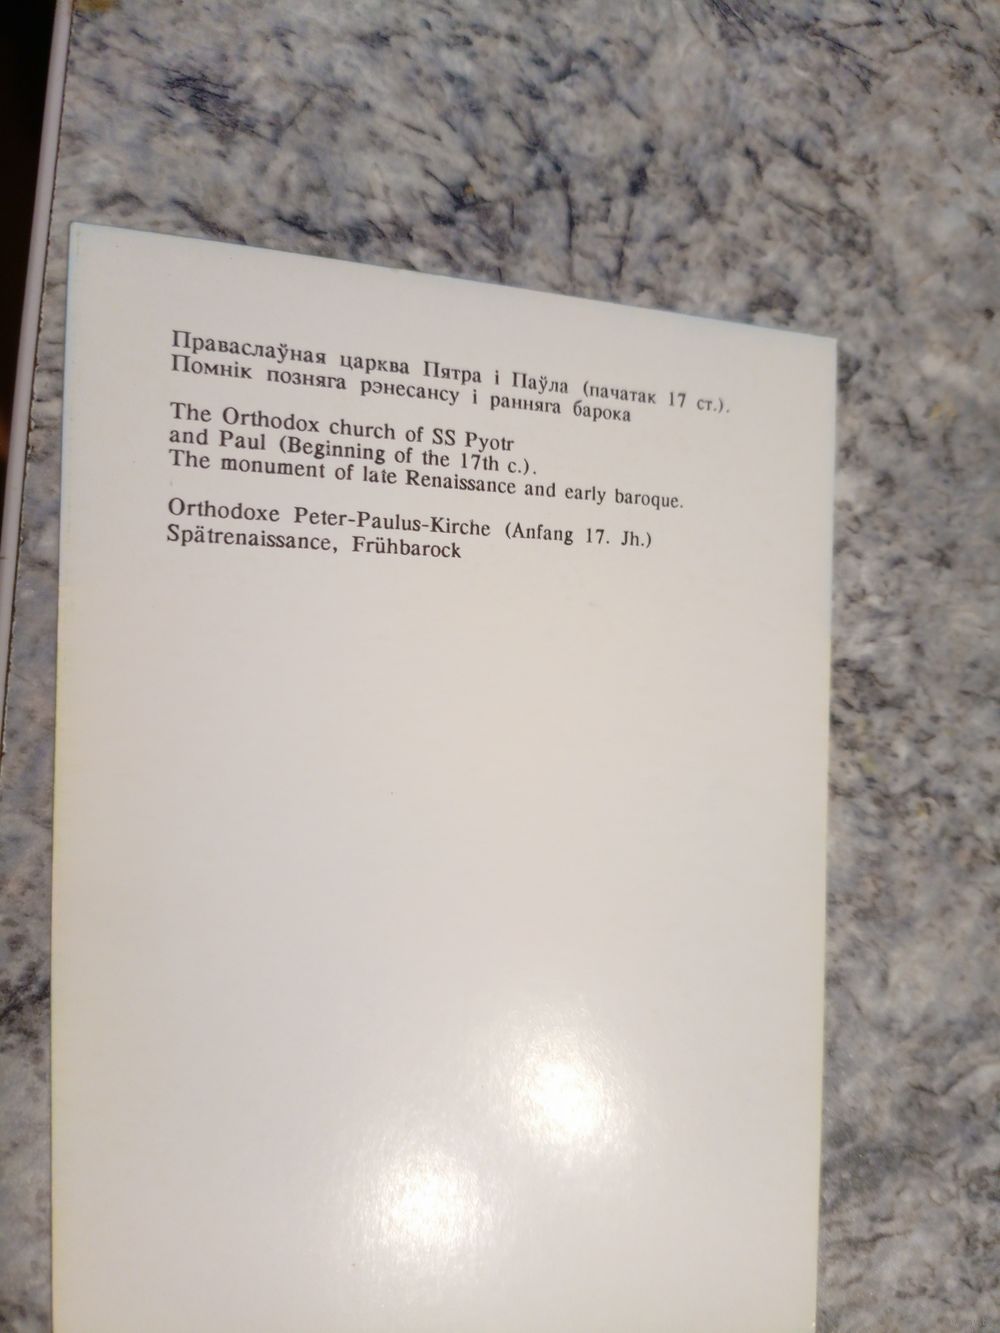 Праваслаўная царква Пятра і Паўла (пачатак 17 ст.).
Помнік позняга рэнесансу і ранняга барока
The Orthodox church of SS Pyotr
and Paul (Beginning of the 17th c.).
The monument of late Renaissance and early baroque.
Orthodoxe Peter-Paulus-Kirche (Anfang 17. Jh.)
Spätrenaissance, Frühbarock